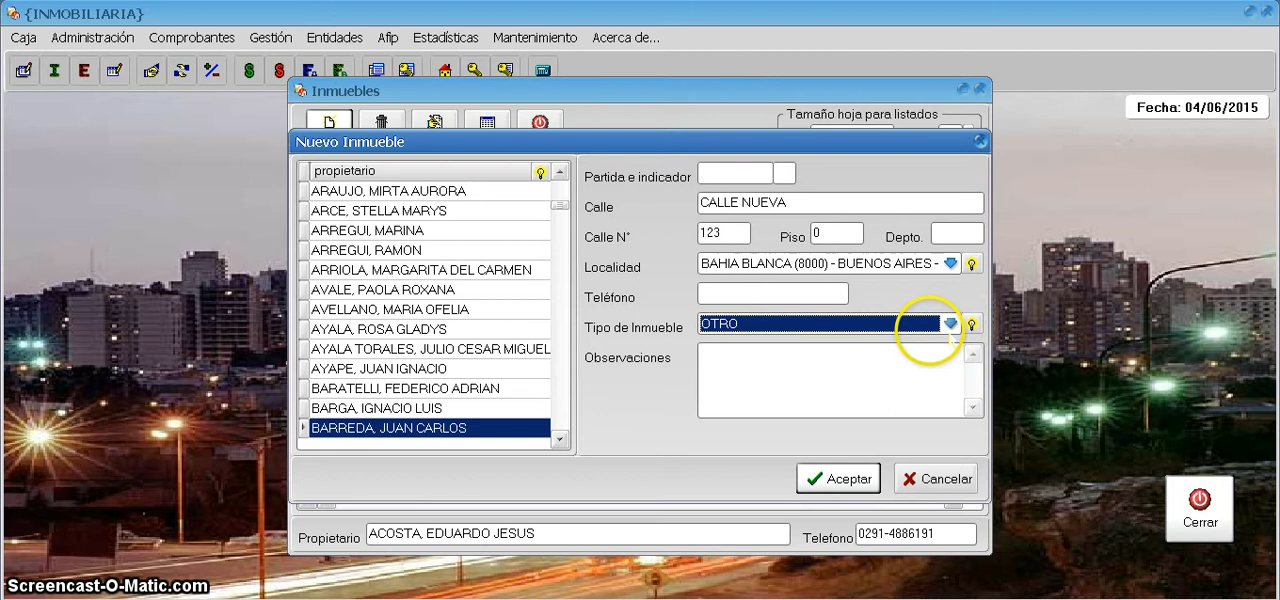 {INMOBILIARIA}
Caja Administración Comprobantes Gestión Entidades Afip Estadísticas Mantenimiento Acerca de...
I E S S
Fecha: 04/06/2015
Inmuebles
Tamaño hoja para listados
Nuevo Inmueble
propietario
ARAUJO, MIRTA AURORA
ARCE, STELLA MARYS
ARREGUI, MARINA
ARREGUI, RAMON
ARRIOLA, MARGARITA DEL CARMEN
AVALE, PAOLA ROXANA
AVELLANO, MARIA OFELIA
AYALA, ROSA GLADYS
AYALA TORALES, JULIO CESAR MIGUEL
AYAPE, JUAN IGNACIO
BARATELLI, FEDERICO ADRIAN
BARGA, IGNACIO LUIS
BARREDA, JUAN CARLOS
Partida e indicador
Calle CALLE NUEVA
Calle N° 123 Piso 0 Depto.
Localidad BAHIA BLANCA (8000) - BUENOS AIRES -
Teléfono
Tipo de Inmueble OTRO
Observaciones
Aceptar Cancelar
Propietario ACOSTA, EDUARDO JESUS Telefono 0291-4886191
Cerrar
Screencast-O-Matic.com